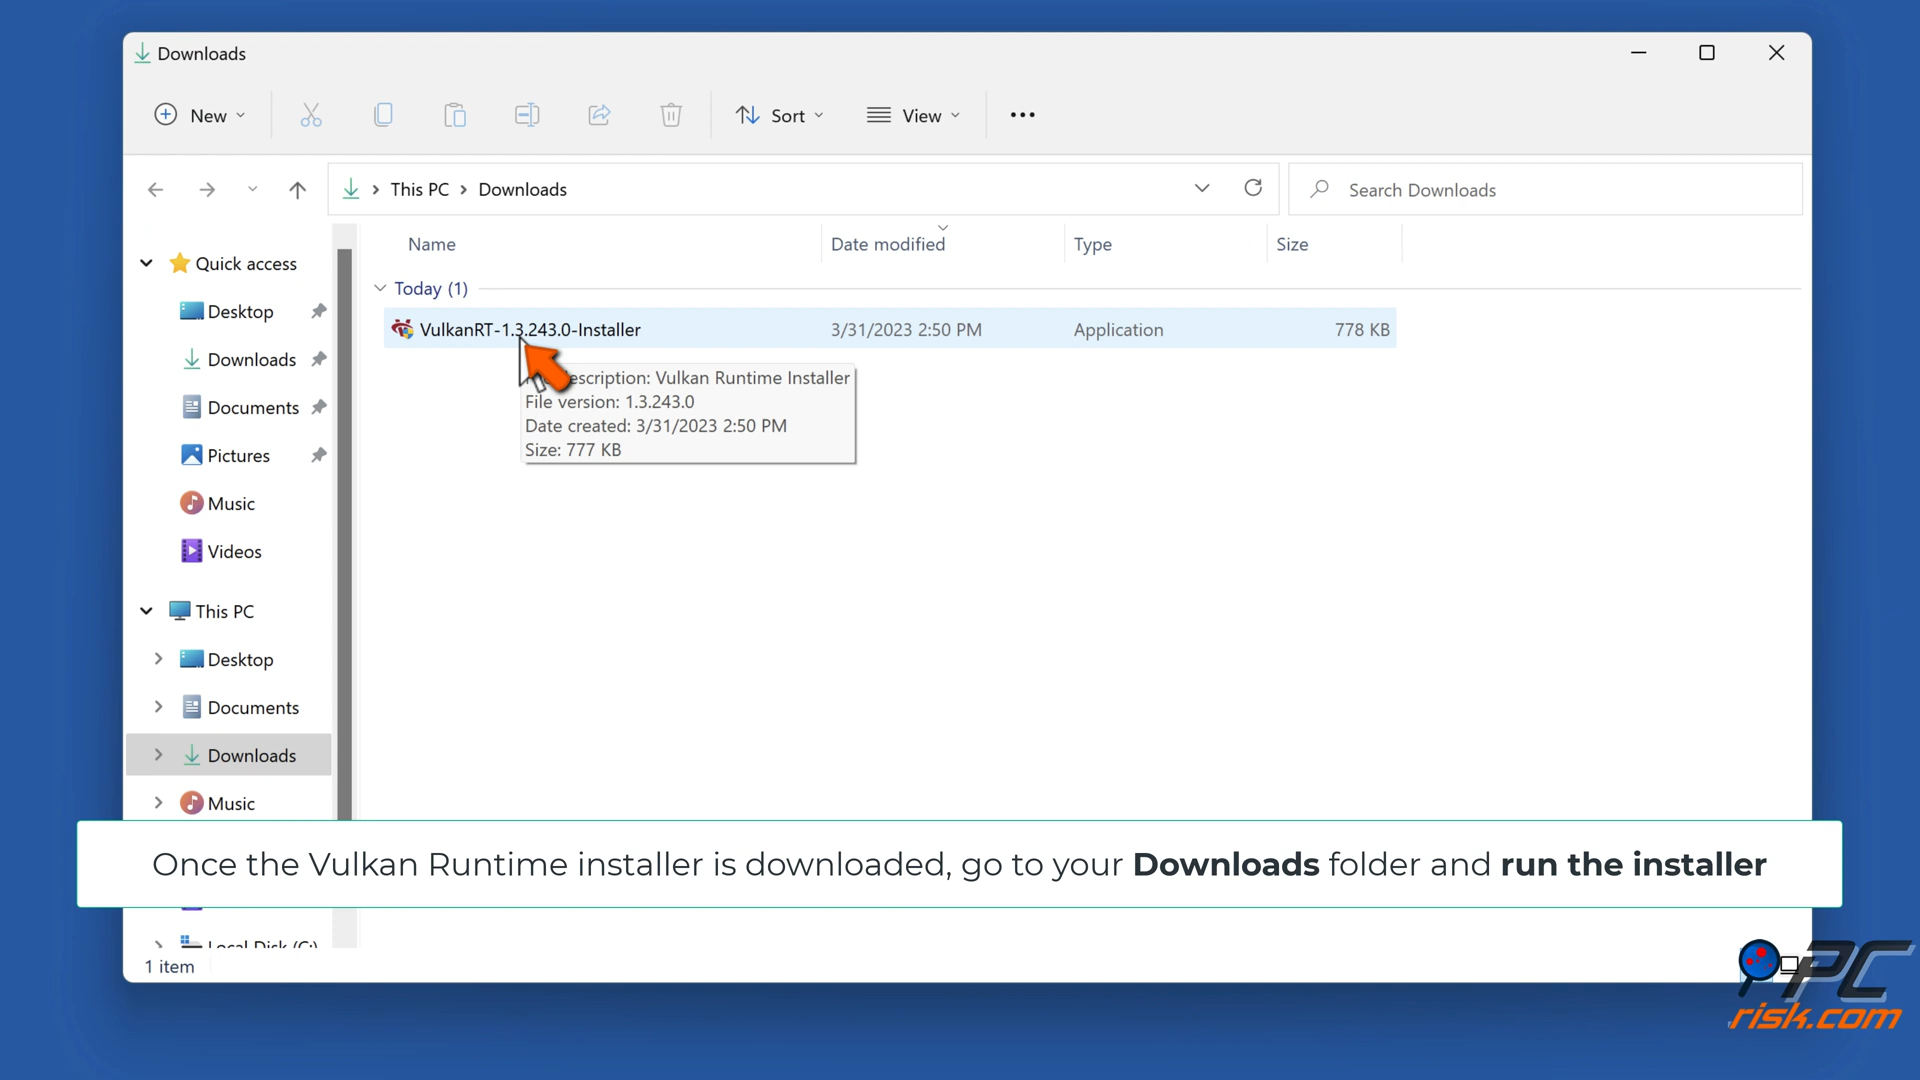 Downloads
New
Sort
View
This PC
Downloads
Search Downloads
Name
Date modified
Type
Size
Quick access
Desktop
Downloads
Documents
Pictures
Music
Videos
This PC
Desktop
Documents
Downloads
Music
Today (1)
VulkanRT-1.3.243.0-Installer
3/31/2023 2:50 PM
Application
778 KB
escription: Vulkan Runtime Installer
File version: 1.3.243.0
Date created: 3/31/2023 2:50 PM
Size: 777 KB
Once the Vulkan Runtime installer is downloaded, go to your Downloads folder and run the installer
Local Disk (C:)
1 item
PC
risk.com